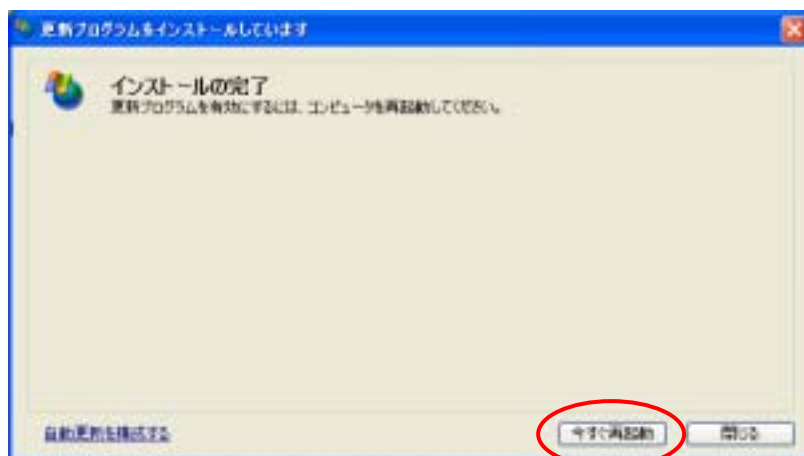 更新プログラムをインストールしています
インストールの完了
更新プログラムを有効にするには、コンピュータを再起動してください。
自動更新を構成する
今すぐ再起動
閉じる